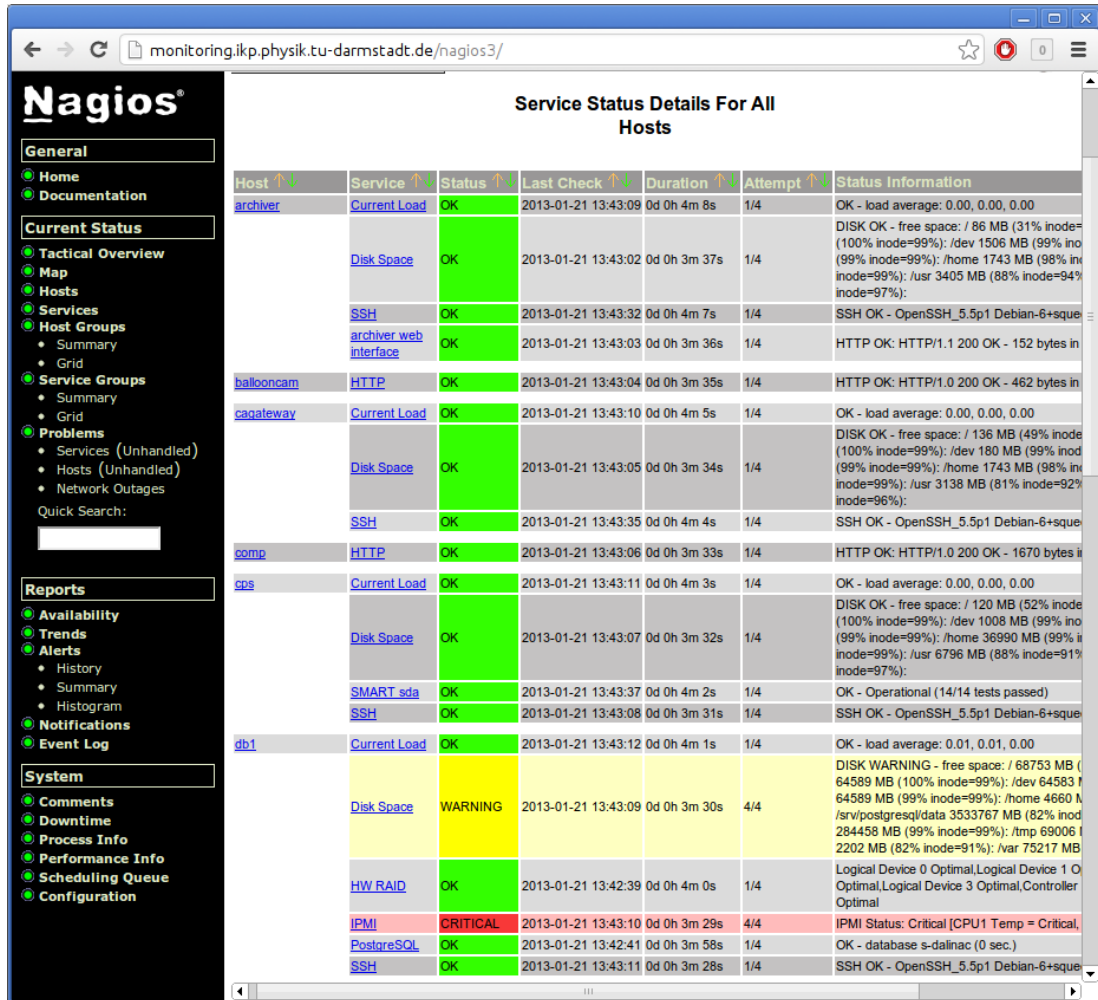 monitoring.ikp.physik.tu-darmstadt.de/nagios3/
0
Nagios®
General
Home
Documentation
Current Status
Tactical Overview
Map
Hosts
Services
Host Groups
Summary
Grid
Service Groups
Summary
Grid
Problems
Services (Unhandled)
Hosts (Unhandled)
Network Outages
Quick Search:
Reports
Availability
Trends
Alerts
History
Summary
Histogram
Notifications
Event Log
System
Comments
Downtime
Process Info
Performance Info
Scheduling Queue
Configuration
Service Status Details For All
Hosts
Host Service Status Last Check Duration Attempt Status Information
archiver Current Load OK 2013-01-21 13:43:09 0d 0h 4m 8s 1/4 OK - load average: 0.00, 0.00, 0.00
Disk Space OK 2013-01-21 13:43:02 0d 0h 3m 37s 1/4 DISK OK - free space: / 86 MB (31% inode=
(100% inode=99%): /dev 1506 MB (99% ino
(99% inode=99%): /home 1743 MB (98% in
inode=99%): /usr 3405 MB (88% inode=94%
inode=97%):
SSH OK 2013-01-21 13:43:32 0d 0h 4m 7s 1/4 SSH OK - OpenSSH_5.5p1 Debian-6+sque
archiver web
interface OK 2013-01-21 13:43:03 0d 0h 3m 36s 1/4 HTTP OK: HTTP/1.1 200 OK - 152 bytes in
ballooncam HTTP OK 2013-01-21 13:43:04 0d 0h 3m 35s 1/4 HTTP OK: HTTP/1.0 200 OK - 462 bytes in
cagateway Current Load OK 2013-01-21 13:43:10 0d 0h 4m 5s 1/4 OK - load average: 0.00, 0.00, 0.00
Disk Space OK 2013-01-21 13:43:05 0d 0h 3m 34s 1/4 DISK OK - free space: / 136 MB (49% inode
(100% inode=99%): /dev 180 MB (99% inod
(99% inode=99%): /home 1743 MB (98% in
inode=99%): /usr 3138 MB (81% inode=92%
inode=96%):
SSH OK 2013-01-21 13:43:35 0d 0h 4m 4s 1/4 SSH OK - OpenSSH_5.5p1 Debian-6+sque
comp HTTP OK 2013-01-21 13:43:06 0d 0h 3m 33s 1/4 HTTP OK: HTTP/1.0 200 OK - 1670 bytes i
cps Current Load OK 2013-01-21 13:43:11 0d 0h 4m 3s 1/4 OK - load average: 0.00, 0.00, 0.00
Disk Space OK 2013-01-21 13:43:07 0d 0h 3m 32s 1/4 DISK OK - free space: / 120 MB (52% inode
(100% inode=99%): /dev 1008 MB (99% ino
(99% inode=99%): /home 36990 MB (99% i
inode=99%): /usr 6796 MB (88% inode=91%
inode=97%):
SMART sda OK 2013-01-21 13:43:37 0d 0h 4m 2s 1/4 OK - Operational (14/14 tests passed)
SSH OK 2013-01-21 13:43:08 0d 0h 3m 31s 1/4 SSH OK - OpenSSH_5.5p1 Debian-6+sque
db1 Current Load OK 2013-01-21 13:43:12 0d 0h 4m 1s 1/4 OK - load average: 0.01, 0.01, 0.00
Disk Space WARNING 2013-01-21 13:43:09 0d 0h 3m 30s 4/4 DISK WARNING - free space: / 68753 MB (
64589 MB (100% inode=99%): /dev 64583
64589 MB (99% inode=99%): /home 4660
/srv/postgresql/data 3533767 MB (82% inod
284458 MB (99% inode=99%): /tmp 69006
2202 MB (82% inode=91%): /var 75217 MB
HW RAID OK 2013-01-21 13:42:39 0d 0h 4m 0s 1/4 Logical Device 0 Optimal,Logical Device 1 O
Optimal,Logical Device 3 Optimal,Controller
Optimal
IPMI CRITICAL 2013-01-21 13:43:10 0d 0h 3m 29s 4/4 IPMI Status: Critical [CPU1 Temp = Critical,
PostgreSQL OK 2013-01-21 13:42:41 0d 0h 3m 58s 1/4 OK - database s-dalinac (0 sec.)
SSH OK 2013-01-21 13:43:11 0d 0h 3m 28s 1/4 SSH OK - OpenSSH_5.5p1 Debian-6+sque